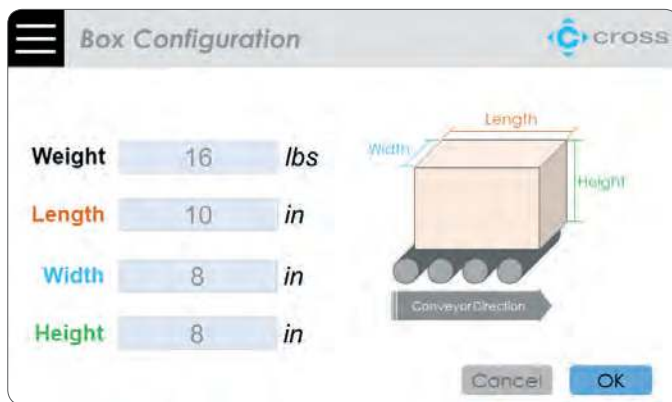 Box Configuration
cross
Weight 16 lbs
Length 10 in
Width 8 in
Height 8 in
Length
Width
Height
Conveyor Direction
Cancel OK